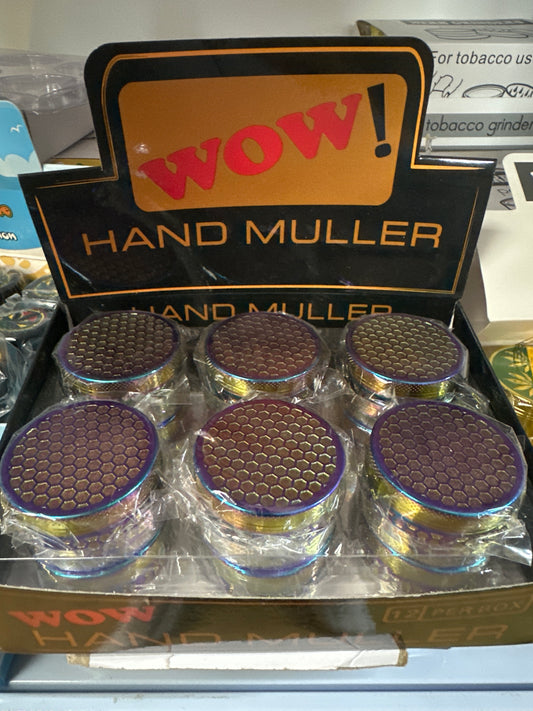 WOW!
HAND MULLER
HAND MULLER
For tobacco us
tobacco grinder
WOW
12 PER BOX
HAND MULLER